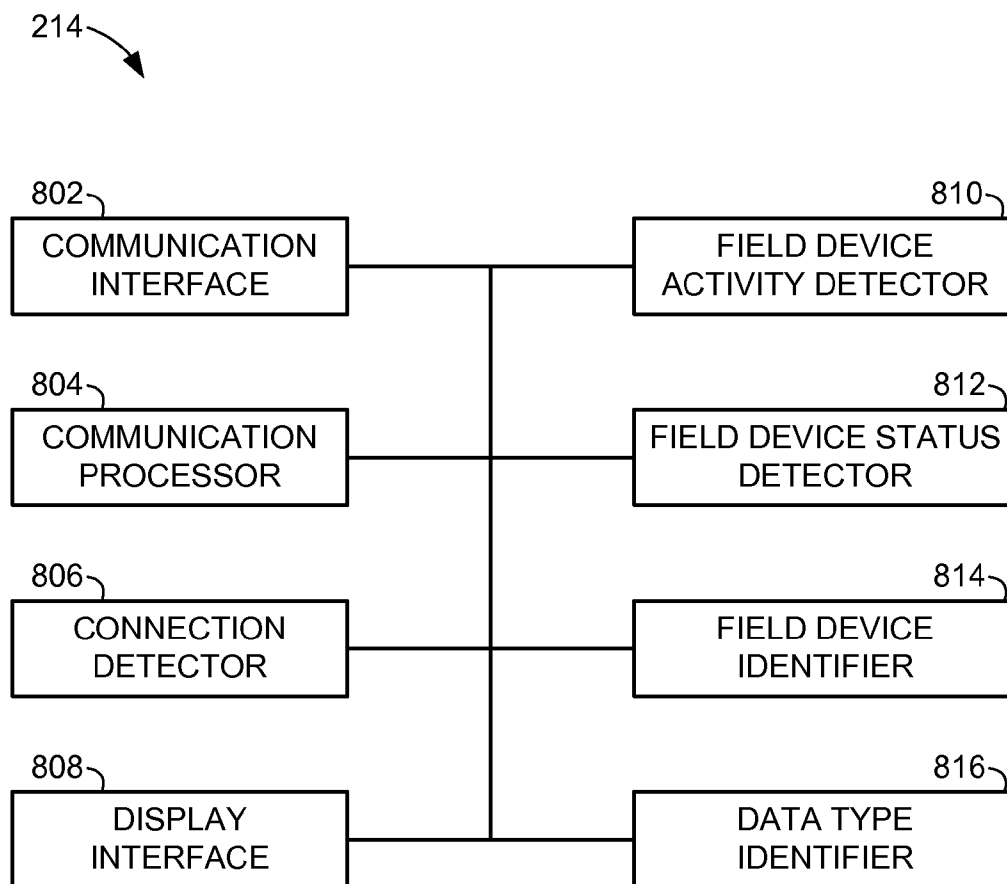 214
802
COMMUNICATION
INTERFACE
810
FIELD DEVICE
ACTIVITY DETECTOR
804
COMMUNICATION
PROCESSOR
812
FIELD DEVICE STATUS
DETECTOR
806
CONNECTION
DETECTOR
814
FIELD DEVICE
IDENTIFIER
808
DISPLAY
INTERFACE
816
DATA TYPE
IDENTIFIER